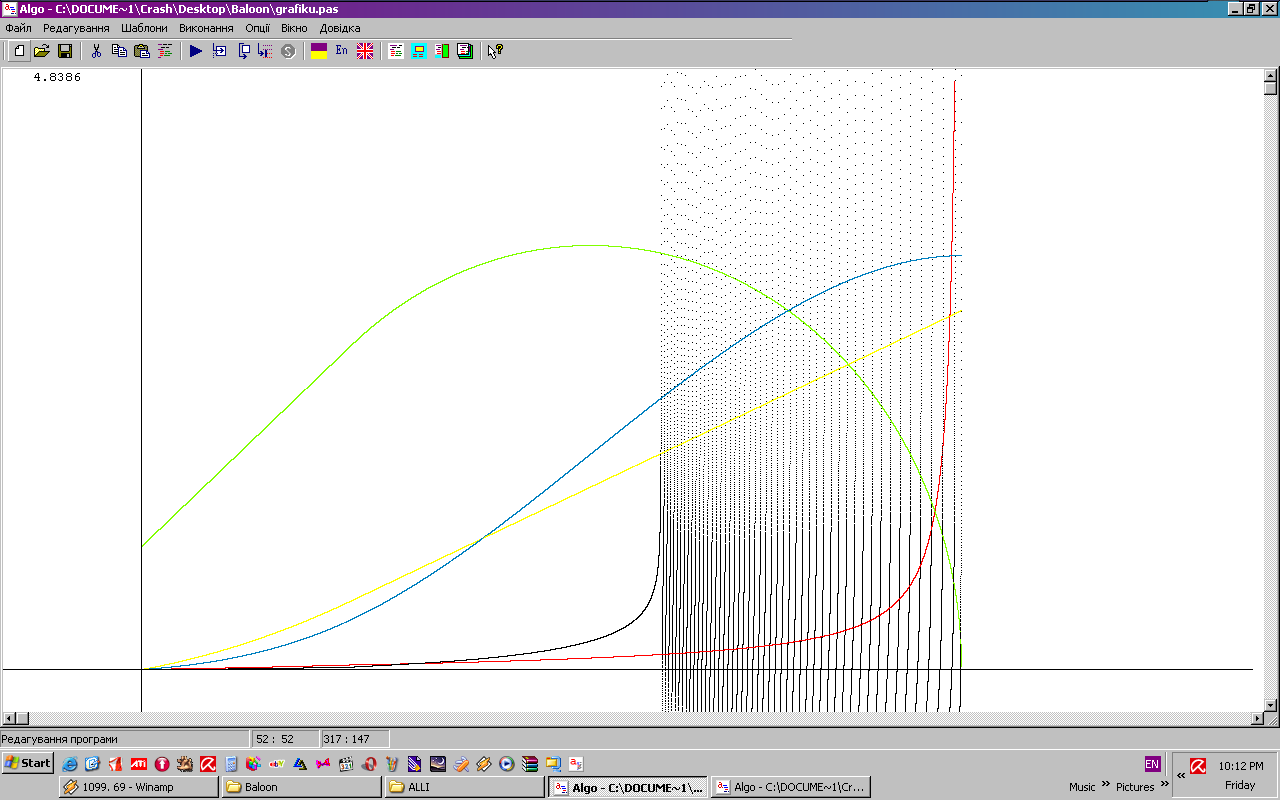 Algo - C:\DOCUME~1\Crash\Desktop\Baloon\grafiku.pas
Файл Редагування Шаблони Виконання Опції Вікно Довідка
En
4.8386
Редагування програми 52 : 52 317 : 147
Start EN 10:12 PM
1099. 69 - Winamp Baloon ALLI Algo - C:\DOCUME~1\... Algo - C:\DOCUME~1\Cr... Music » Pictures » « Friday